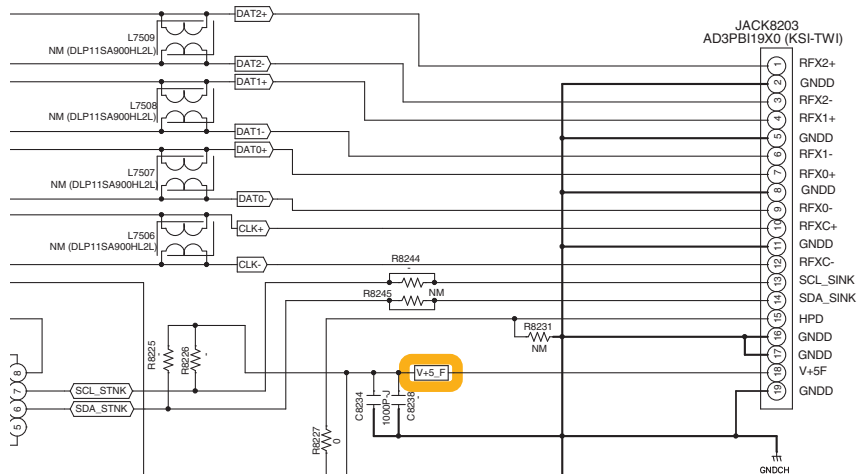 DAT2+
JACK8203
AD3PBI19X0 (KSI-TWI)
L7509
NM (DLP11SA900HL2L)
DAT2-
DAT1+
L7508
NM (DLP11SA900HL2L)
DAT1-
DAT0+
L7507
NM (DLP11SA900HL2L)
DAT0-
CLK+
L7506
NM (DLP11SA900HL2L)
CLK-
1 RFX2+
2 GNDD
3 RFX2-
4 RFX1+
5 GNDD
6 RFX1-
7 RFX0+
8 GNDD
9 RFX0-
10 RFXC+
11 GNDD
12 RFXC-
13 SCL_SINK
14 SDA_SINK
15 HPD
16 GNDD
17 GNDD
18 V+5F
19 GNDD
R8244
-
NM
R8245
R8231
NM
R8225
-
R8226
-
8
7
6
5
SCL_STNK
SDA_STNK
V+5_F
C8234
1000P-J
C8238
-
R8227
0
GNDCH